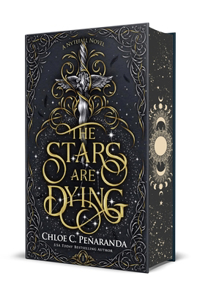 A NYTEFALL NOVEL
THE
STARS
ARE
DYING
CHLOE C. PEÑARANDA
USA TODAY BESTSELLING AUTHOR